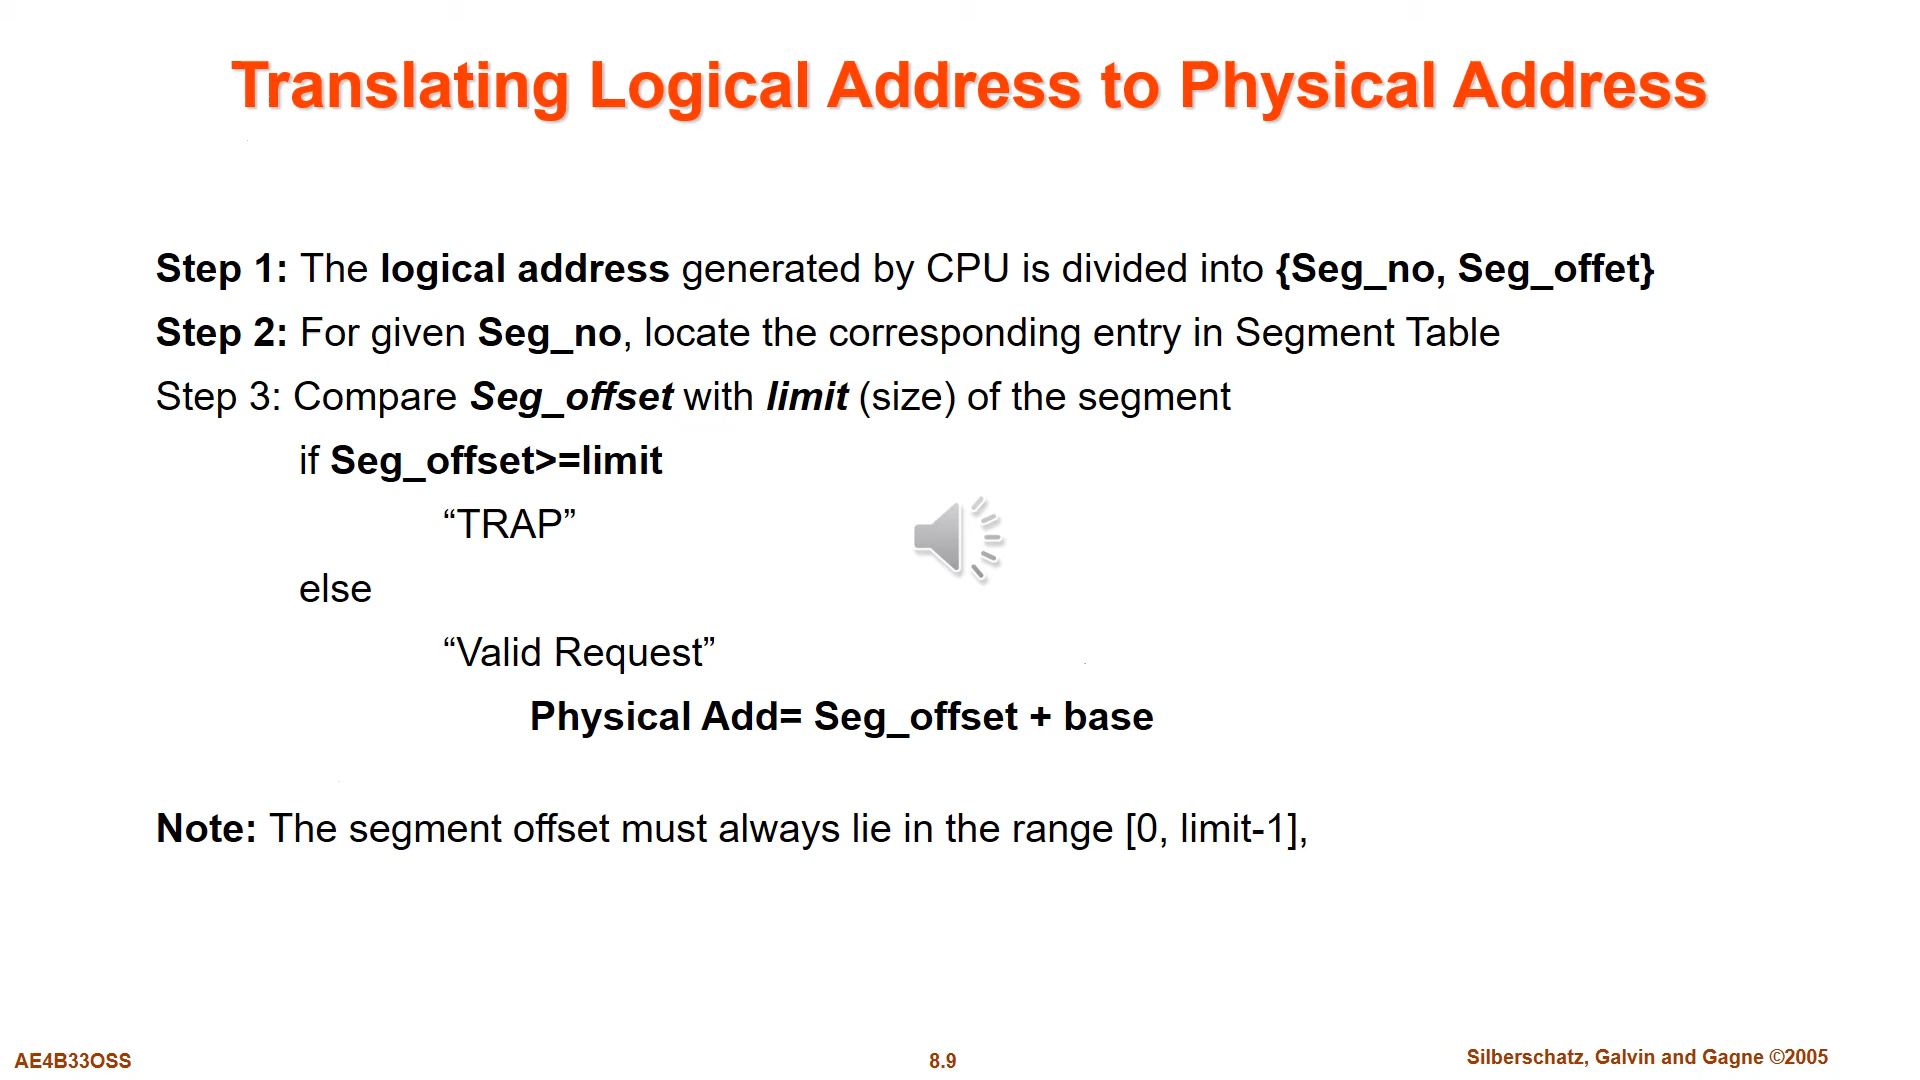 Translating Logical Address to Physical Address
Step 1: The logical address generated by CPU is divided into {Seg_no, Seg_offet}
Step 2: For given Seg_no, locate the corresponding entry in Segment Table
Step 3: Compare Seg_offset with limit (size) of the segment
if Seg_offset>=limit
“TRAP”
else
“Valid Request”
Physical Add= Seg_offset + base
Note: The segment offset must always lie in the range [0, limit-1],
AE4B33OSS
8.9
Silberschatz, Galvin and Gagne ©2005